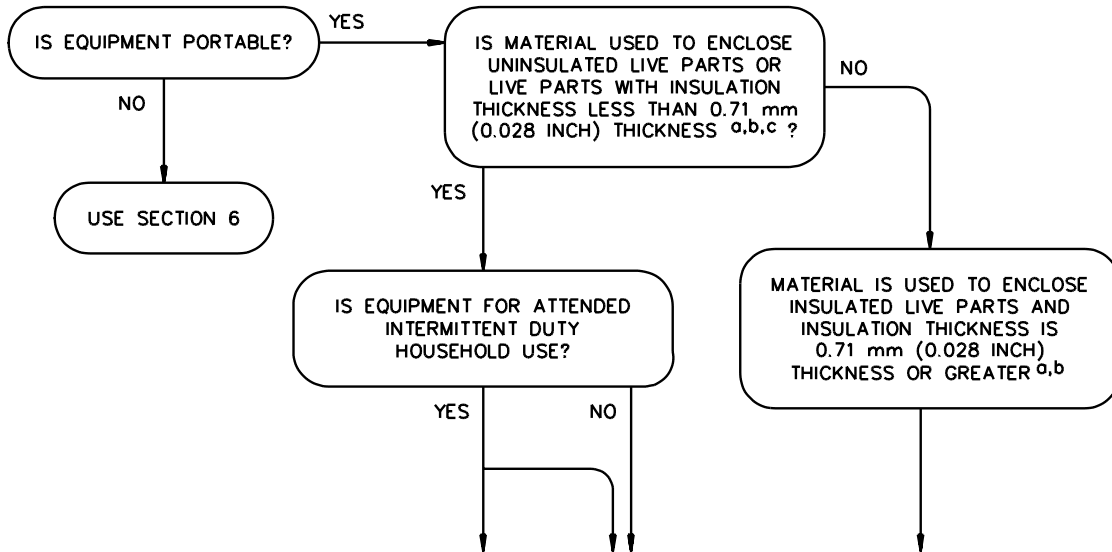 IS EQUIPMENT PORTABLE?
YES
NO
USE SECTION 6
IS MATERIAL USED TO ENCLOSE
UNINSULATED LIVE PARTS OR
LIVE PARTS WITH INSULATION
THICKNESS LESS THAN 0.71 mm
(0.028 INCH) THICKNESS a,b,c ?
NO
YES
IS EQUIPMENT FOR ATTENDED
INTERMITTENT DUTY
HOUSEHOLD USE?
YES
NO
MATERIAL IS USED TO ENCLOSE
INSULATED LIVE PARTS AND
INSULATION THICKNESS IS
0.71 mm (0.028 INCH)
THICKNESS OR GREATER a,b